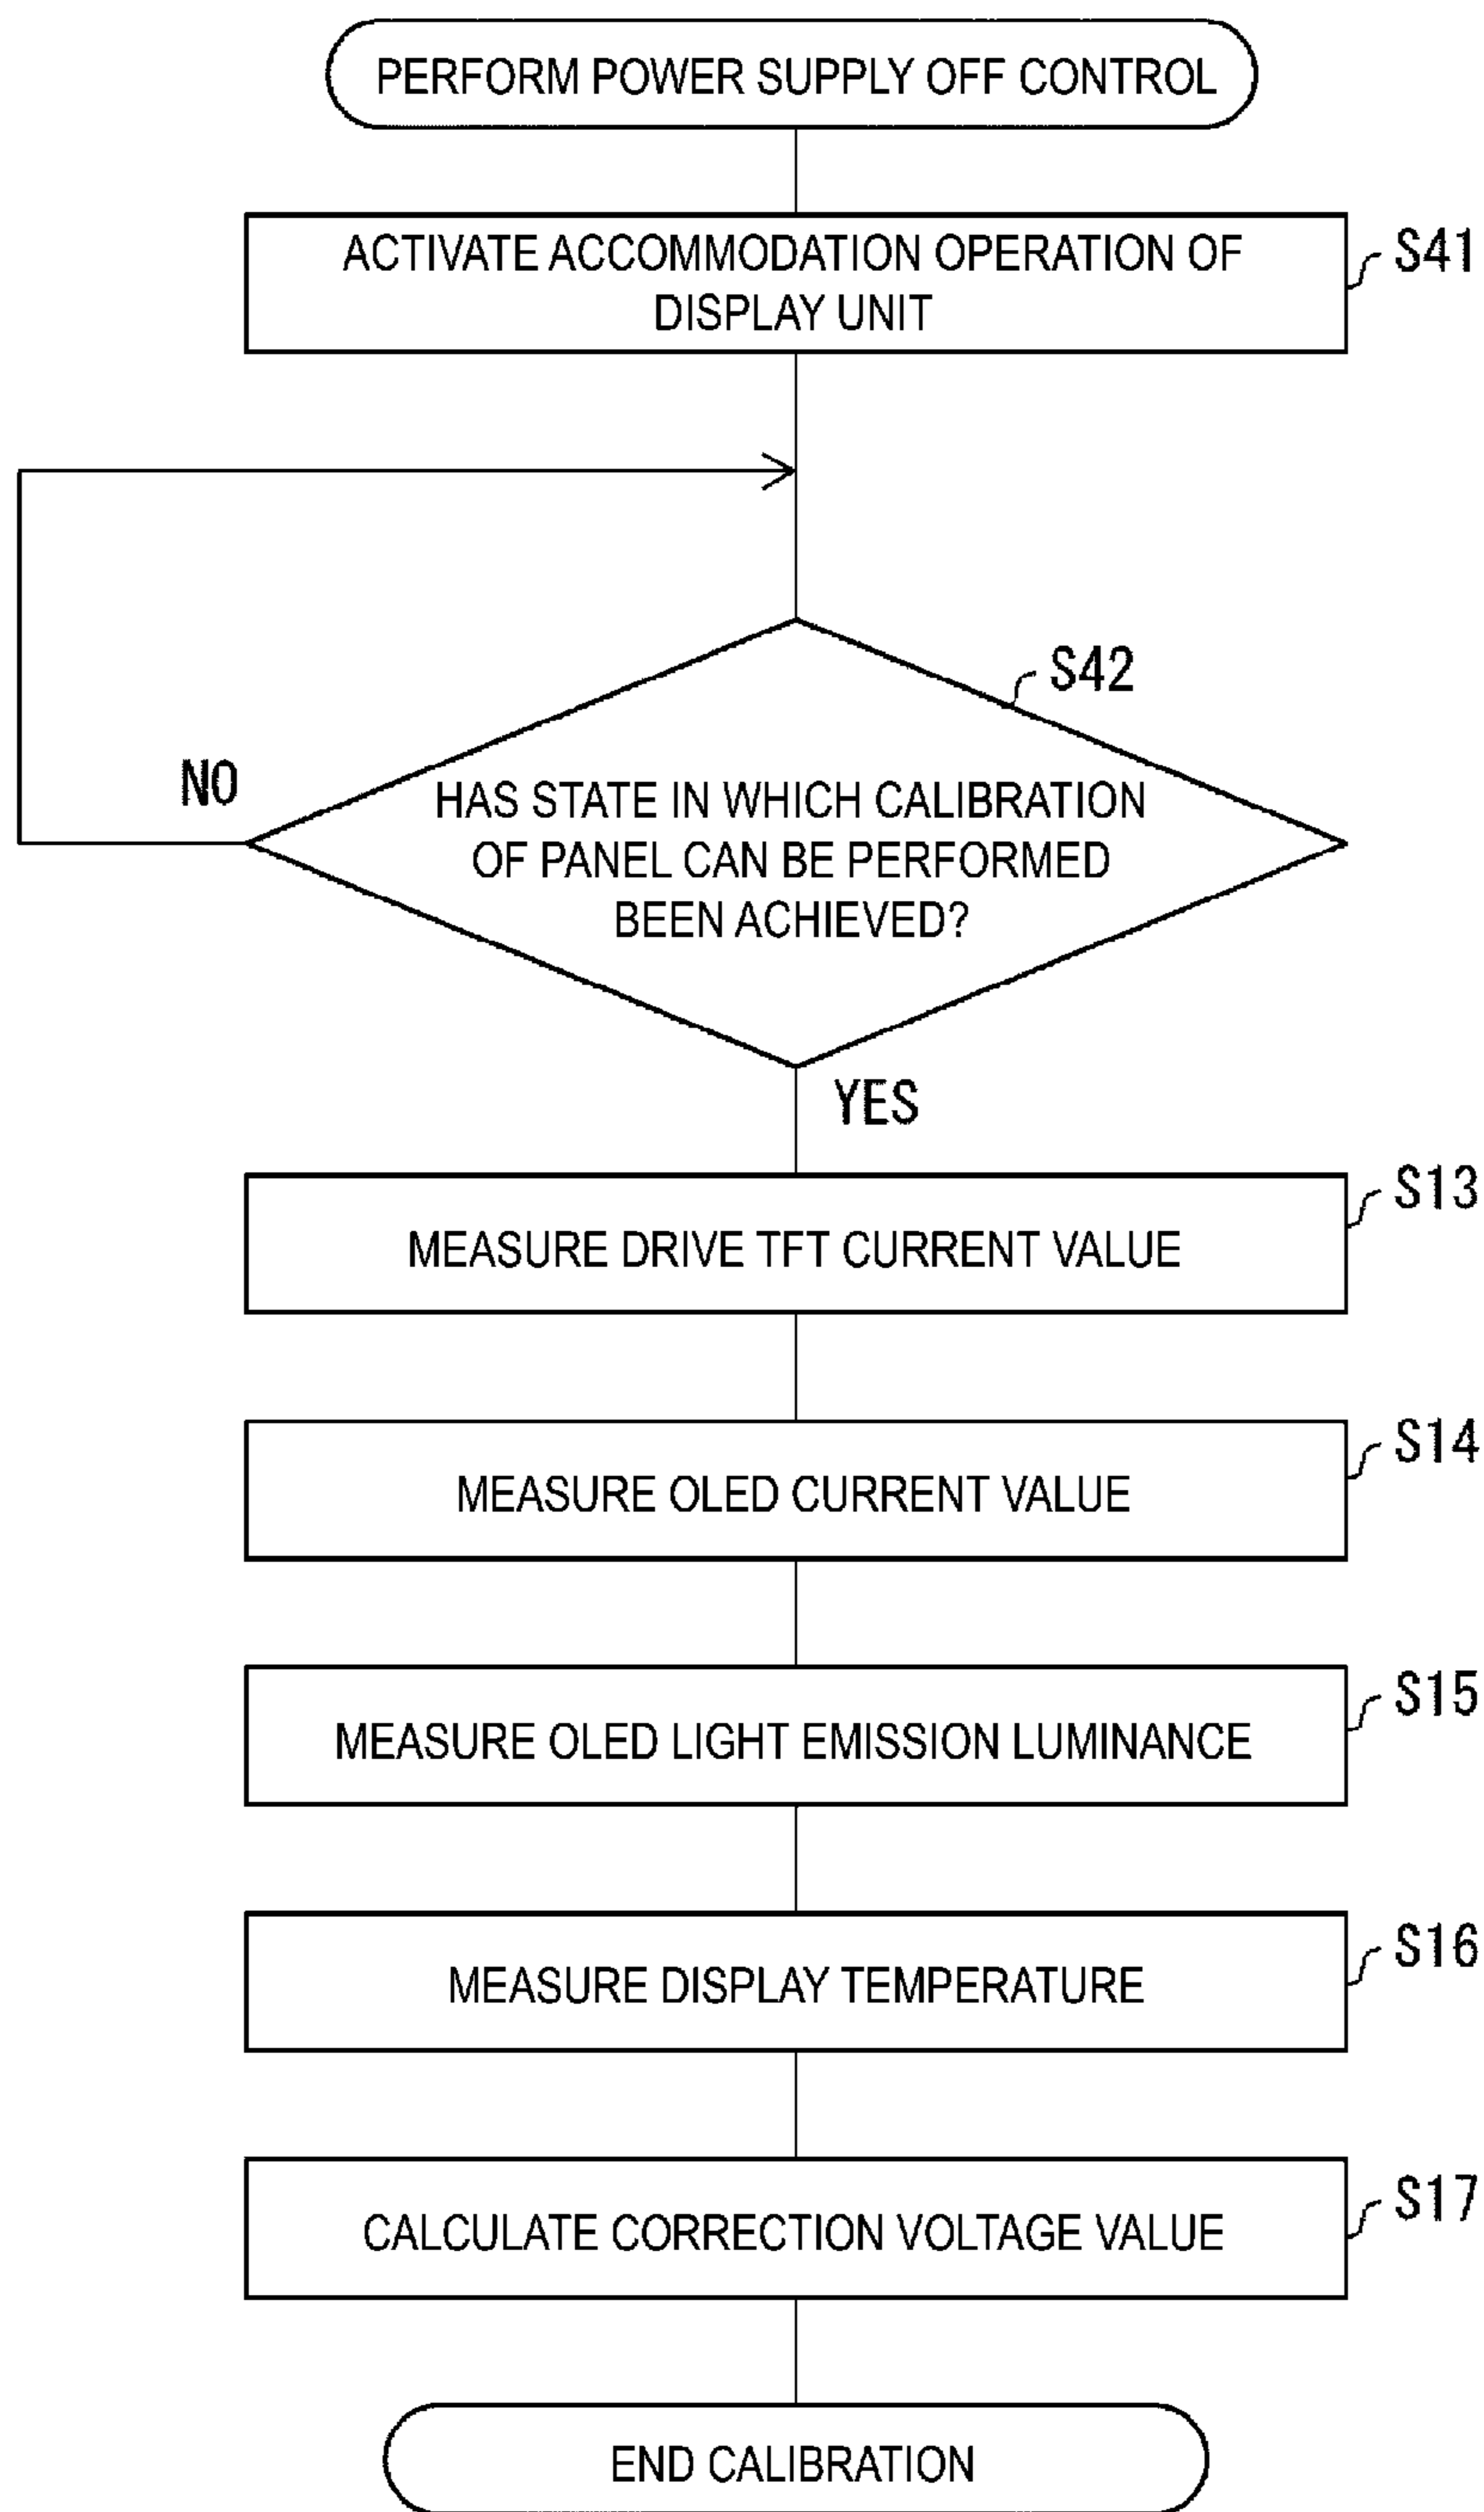 PERFORM POWER SUPPLY OFF CONTROL
ACTIVATE ACCOMMODATION OPERATION OF
DISPLAY UNIT
S41
S42
NO
HAS STATE IN WHICH CALIBRATION
OF PANEL CAN BE PERFORMED
BEEN ACHIEVED?
YES
S13
MEASURE DRIVE TFT CURRENT VALUE
S14
MEASURE OLED CURRENT VALUE
S15
MEASURE OLED LIGHT EMISSION LUMINANCE
S16
MEASURE DISPLAY TEMPERATURE
S17
CALCULATE CORRECTION VOLTAGE VALUE
END CALIBRATION